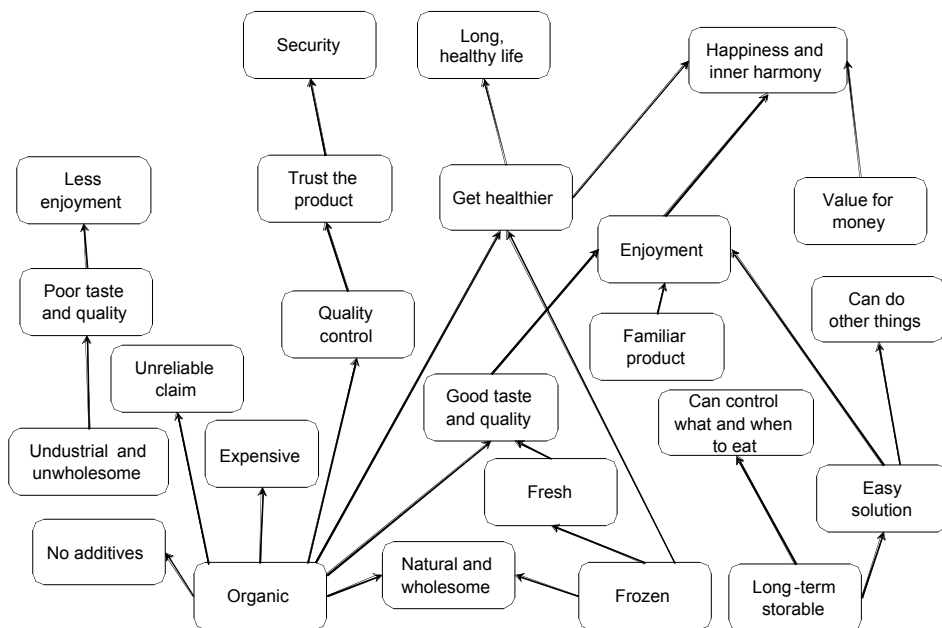 Security
Long,
healthy life
Happiness and
inner harmony
Less
enjoyment
Trust the
product
Get healthier
Value for
money
Enjoyment
Poor taste
and quality
Quality
control
Can do
other things
Familiar
product
Unreliable
claim
Good taste
and quality
Can control
what and when
to eat
Undustrial and
unwholesome
Expensive
Fresh
Easy
solution
No additives
Organic
Natural and
wholesome
Frozen
Long-term
storable